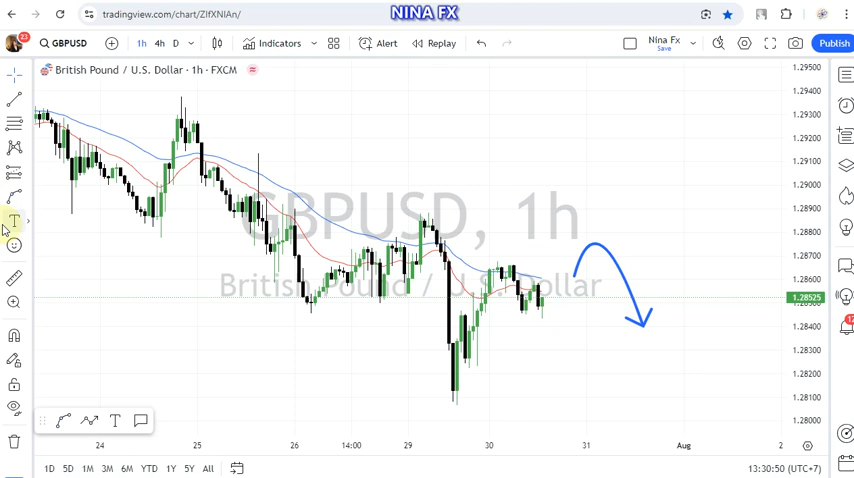 NINA FX
tradingview.com/chart/ZIfXNIAn/
23
GBPUSD
1h 4h D
Indicators
Alert
Replay
Nina Fx
Save
Publish
British Pound / U.S. Dollar · 1h · FXCM
GBPUSD, 1h
British Pound / U.S. Dollar
1.29500
1.29400
1.29300
1.29200
1.29100
1.29000
1.28900
1.28800
1.28700
1.28600
1.28525
1.28400
1.28300
1.28200
1.28100
1.28000
T
T
12
24 25 26 14:00 29 30 31 Aug 2
1D 5D 1M 3M 6M YTD 1Y 5Y All
13:30:50 (UTC+7)